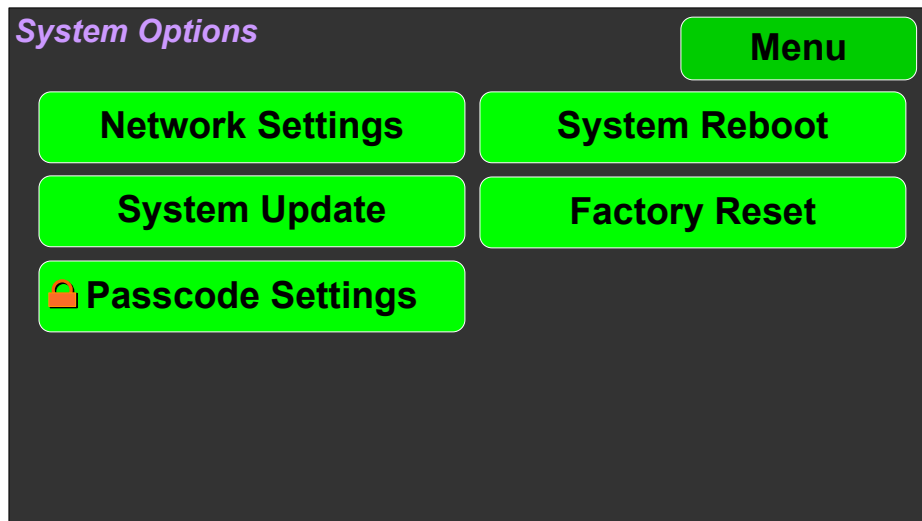 System Options
Menu
Network Settings
System Reboot
System Update
Factory Reset
Passcode Settings